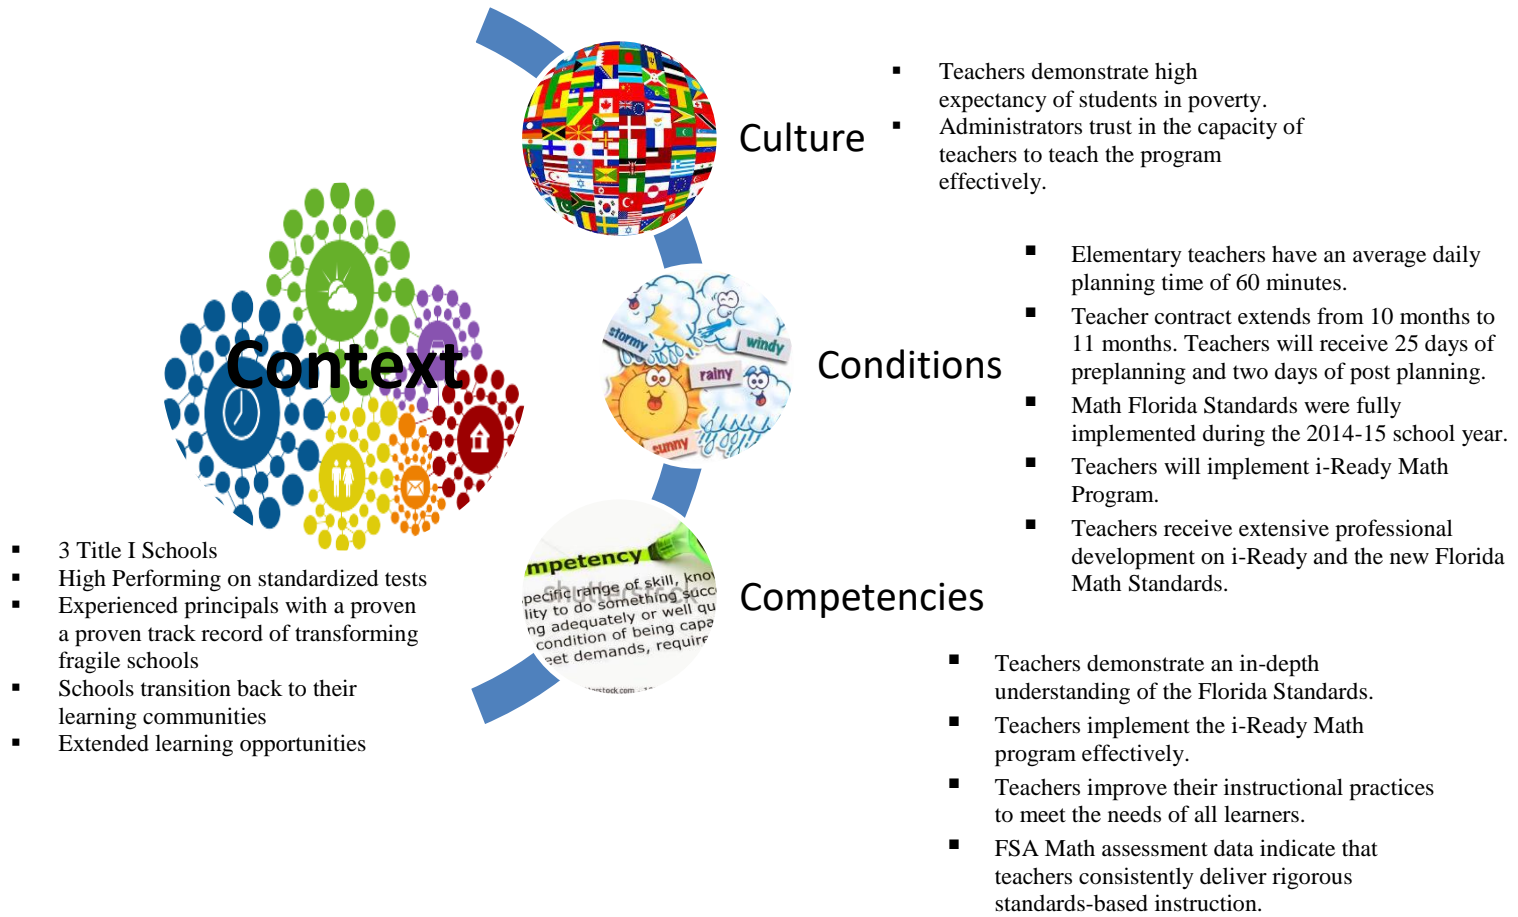 Culture
▪ Teachers demonstrate high
expectancy of students in poverty.
▪ Administrators trust in the capacity of
teachers to teach the program
effectively.
Context
▪ 3 Title I Schools
▪ High Performing on standardized tests
▪ Experienced principals with a proven
a proven track record of transforming
fragile schools
▪ Schools transition back to their
learning communities
▪ Extended learning opportunities
stormy
windy
rainy
sunny
Conditions
▪ Elementary teachers have an average daily
planning time of 60 minutes.
▪ Teacher contract extends from 10 months to
11 months. Teachers will receive 25 days of
preplanning and two days of post planning.
▪ Math Florida Standards were fully
implemented during the 2014-15 school year.
▪ Teachers will implement i-Ready Math
Program.
▪ Teachers receive extensive professional
development on i-Ready and the new Florida
Math Standards.
mpetency
shutterstock
pecific range of skill, know
lity to do something succ
ng adequately or well qu
condition of being capa
eet demands, require
Competencies
▪ Teachers demonstrate an in-depth
understanding of the Florida Standards.
▪ Teachers implement the i-Ready Math
program effectively.
▪ Teachers improve their instructional practices
to meet the needs of all learners.
▪ FSA Math assessment data indicate that
teachers consistently deliver rigorous
standards-based instruction.